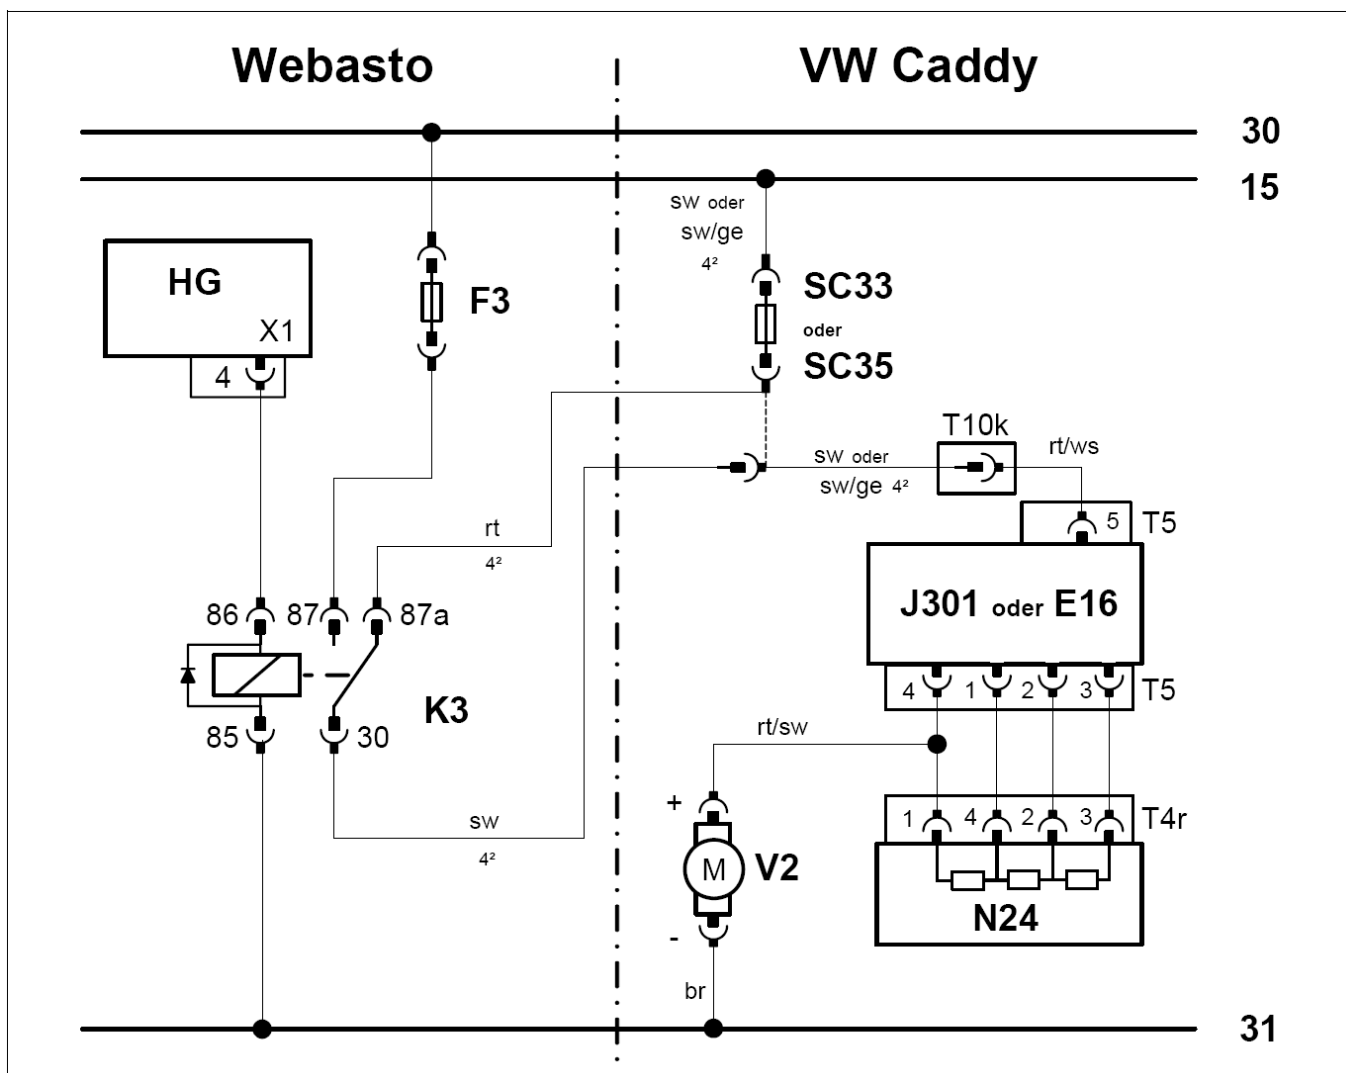 Webasto
VW Caddy
30
15
sw oder
sw/ge
4²
HG
X1
4
F3
SC33
oder
SC35
T10k
rt/ws
sw oder
sw/ge 4²
5
T5
rt
4²
J301 oder E16
86
87
87a
4
1
2
3
T5
K3
85
30
rt/sw
sw
4²
+
1
4
2
3
T4r
M
V2
N24
-
br
31